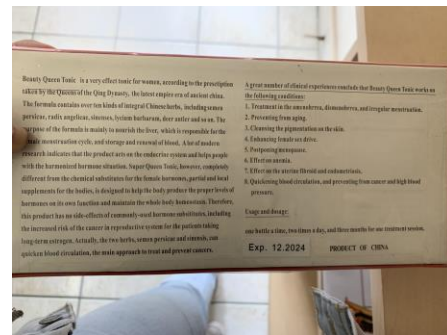 Beauty Queen Tonic is a very effect tonic for women, according to the prescription
taken by the Queens of the Qing Dynasty, the latest empire era of ancient china.
The formula contains over ten kinds of integral Chinese herbs, including semen
persicae, radix angelicae, sinensis, lycium barbarum, deer antler and so on. The
purpose of the formula is mainly to nourish the liver, which is responsible for the
menstruation cycle, and storage and renewal of blood. A lot of modern
research indicates that the product acts on the endocrine system and helps people
with the harmonized hormone situation. Super Queen Tonic, however, completely
different from the chemical substitutes for the female hormones, partial and local
supplements for the bodies, is designed to help the body produce the proper levels of
hormones on its own function and maintain the whole body homeostasis. Therefore,
this product has no side-effects of commonly-used hormone substitutes, including
the increased risk of the cancer in reproductive system for the patients taking
long-term estrogen. Actually, the two herbs, semen persicae and sinensis, can
quicken blood circulation, the main approach to treat and prevent cancers.
A great number of clinical experiences conclude that Beauty Queen Tonic works on
the following conditions:
1. Treatment in the amenorrhea, dismenorrhea, and irregular menstruation.
2. Preventing from aging.
3. Cleansing the pigmentation on the skin.
4. Enhancing female sex drive.
5. Postponing menopause.
6. Effect on anemia.
7. Effect on the uterine fibroid and endometriosis.
8. Quickening blood circulation, and preventing from cancer and high blood
pressure.
Usage and dosage:
one bottle a time, two times a day, and three months for one treatment session.
Exp. 12.2024
PRODUCT OF CHINA